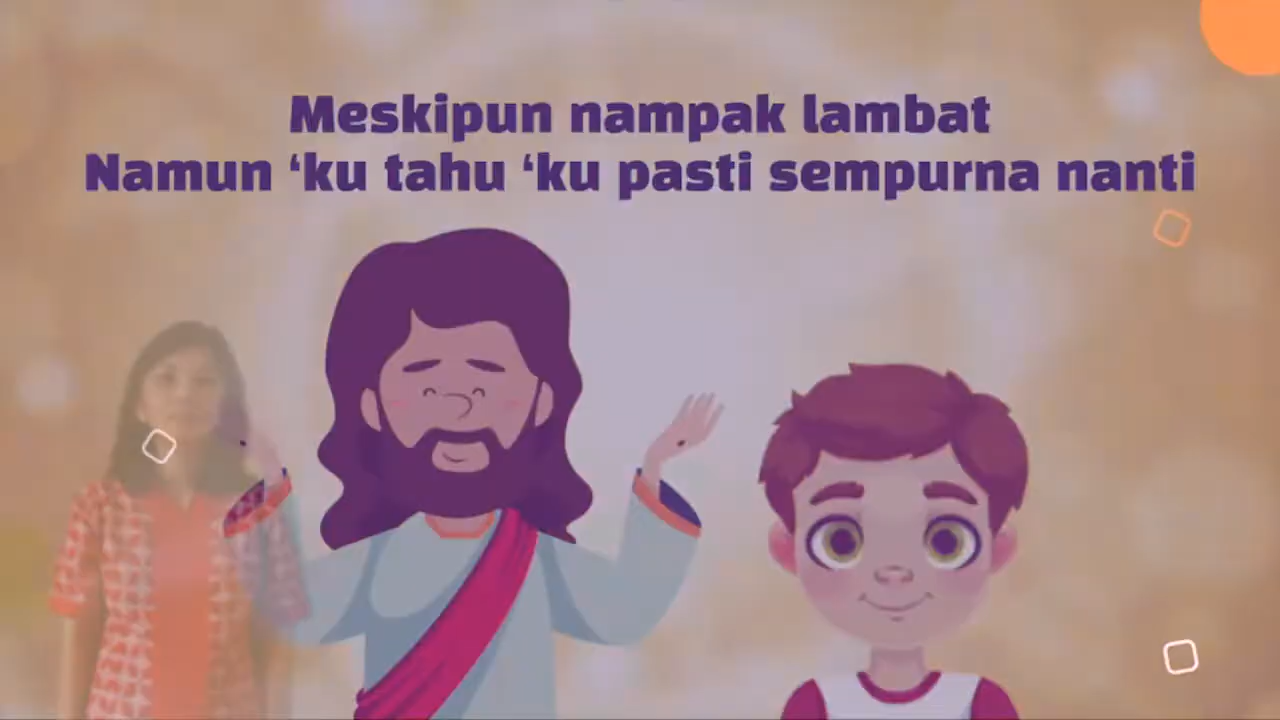 Meskipun nampak lambat
Namun ‘ku tahu ‘ku pasti sempurna nanti